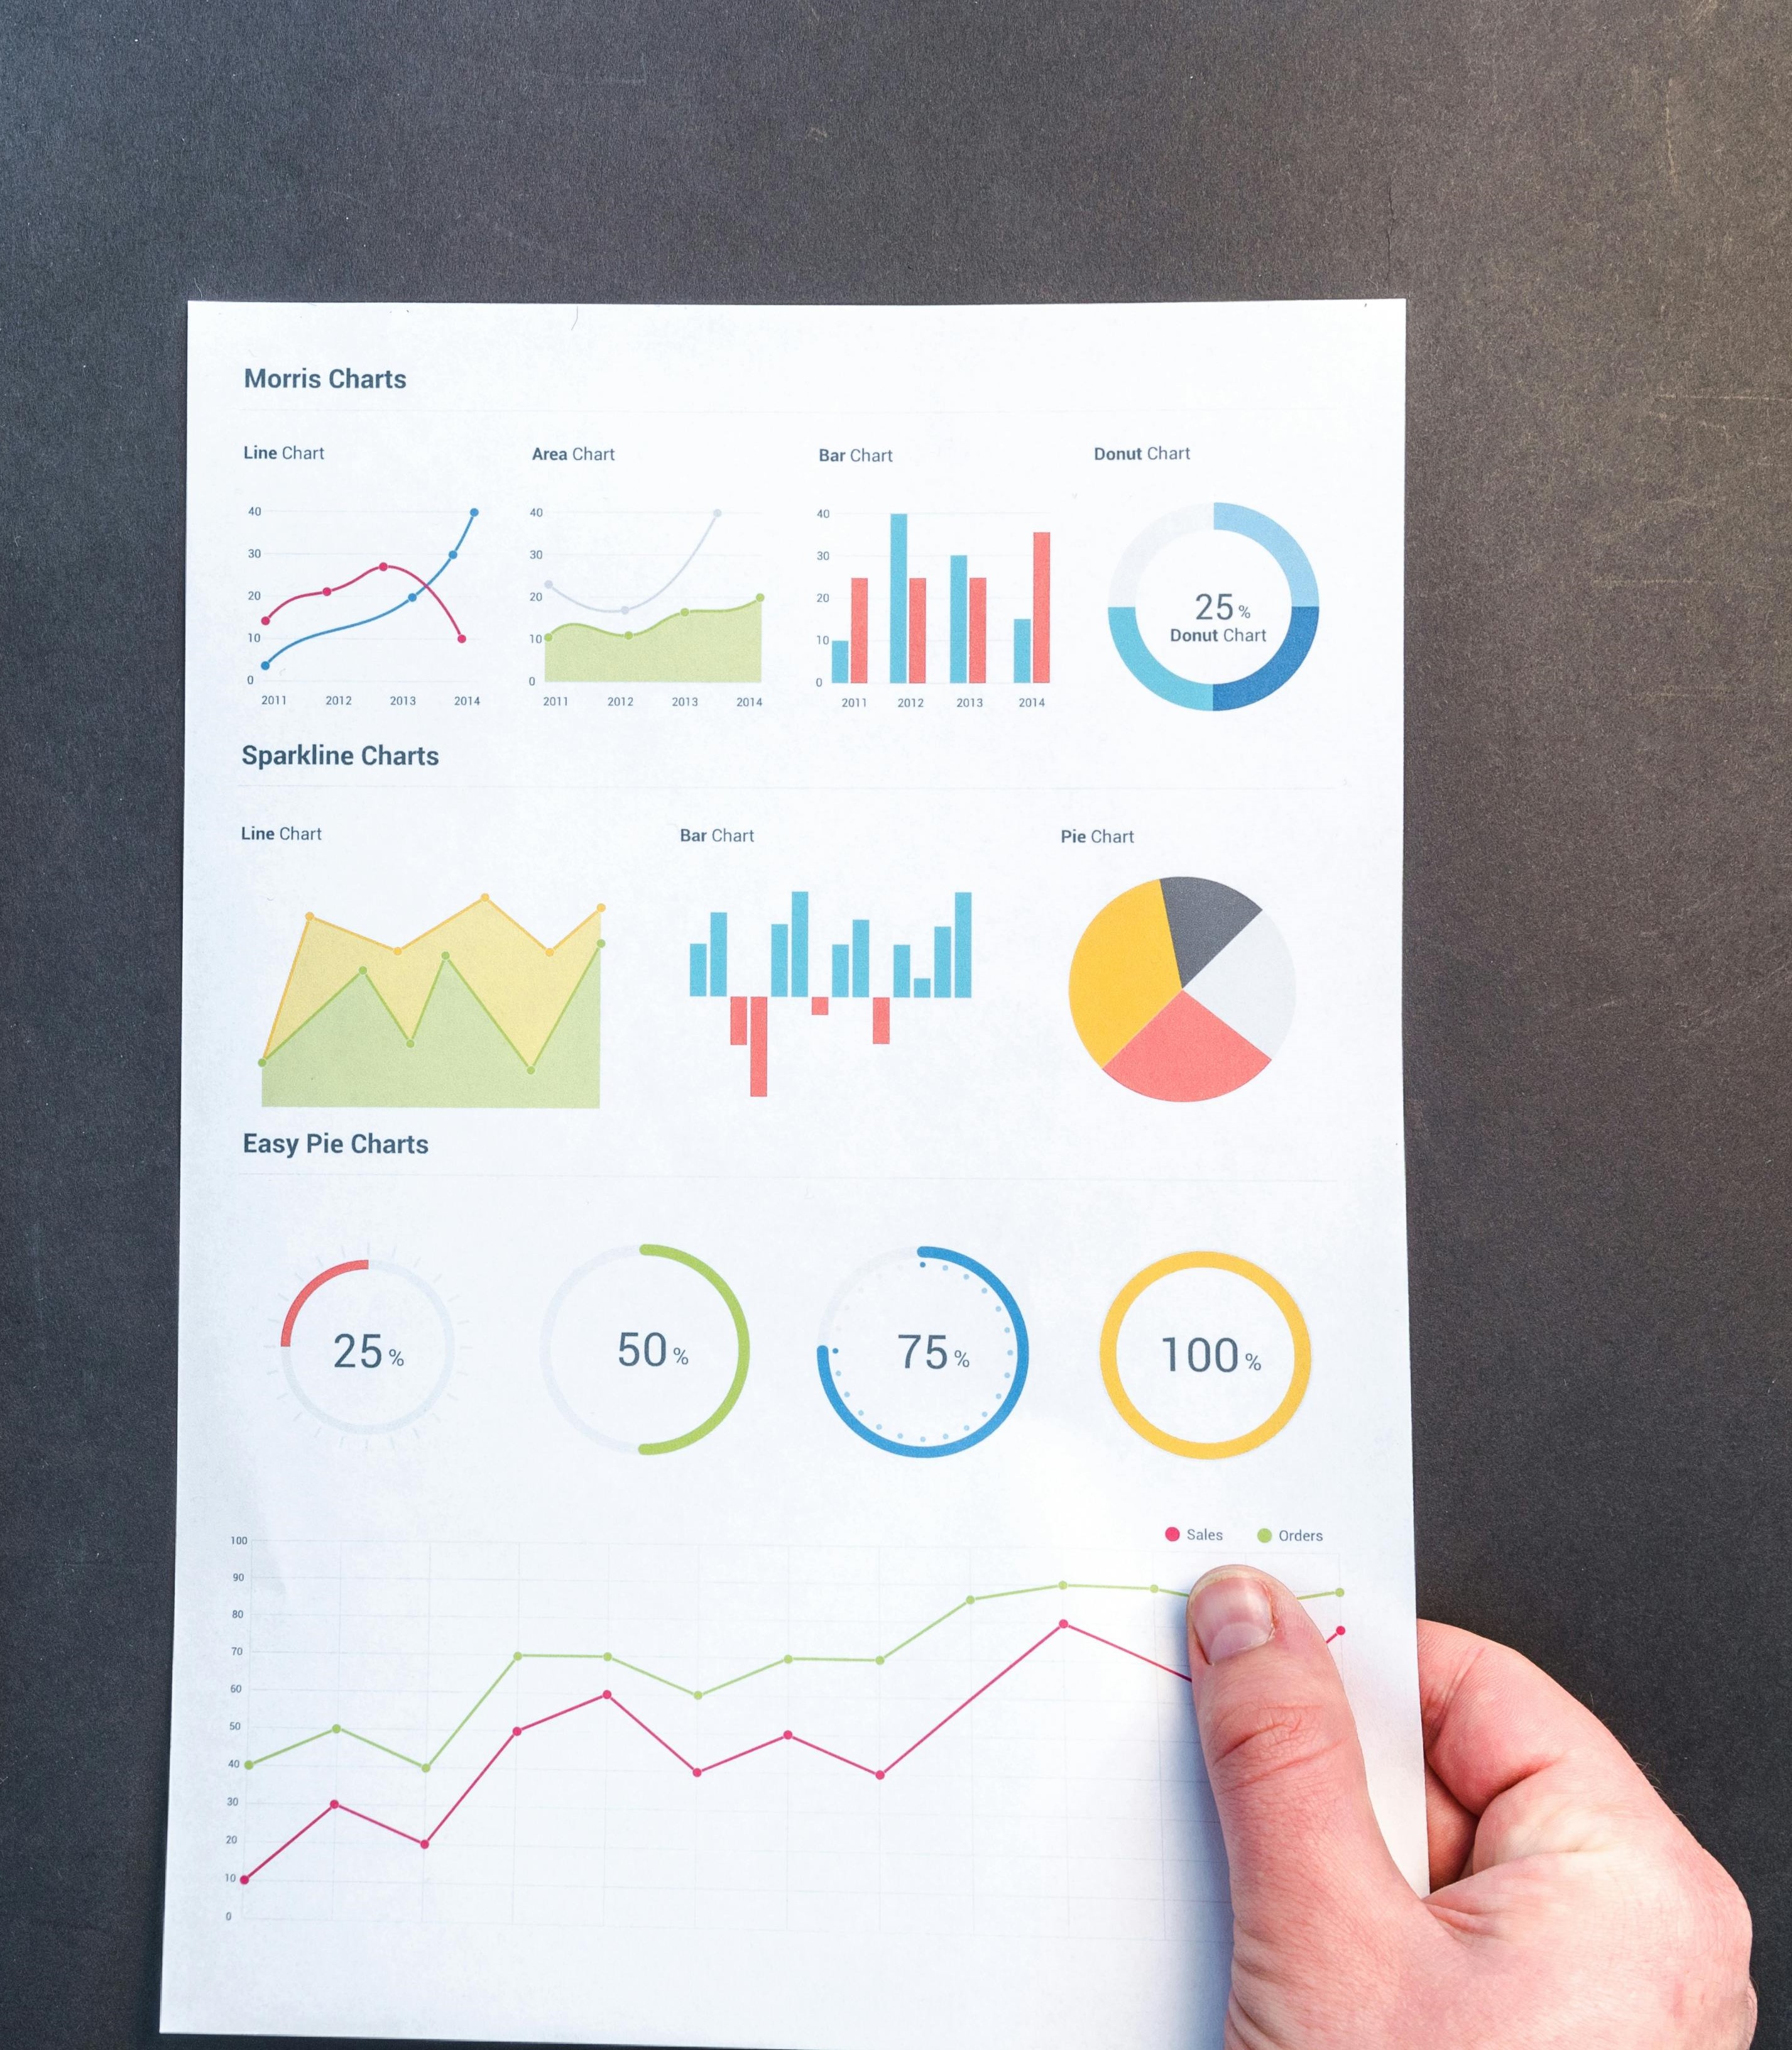 Morris Charts
Line Chart
Area Chart
Bar Chart
Donut Chart
40
30
20
10
0
2011 2012 2013 2014
40
30
20
10
0
2011 2012 2013 2014
40
30
20
10
0
2011 2012 2013 2014
25%
Donut Chart
Sparkline Charts
Line Chart
Bar Chart
Pie Chart
Easy Pie Charts
25%
50%
75%
100%
Sales Orders
100
90
80
70
60
50
40
30
20
10
0